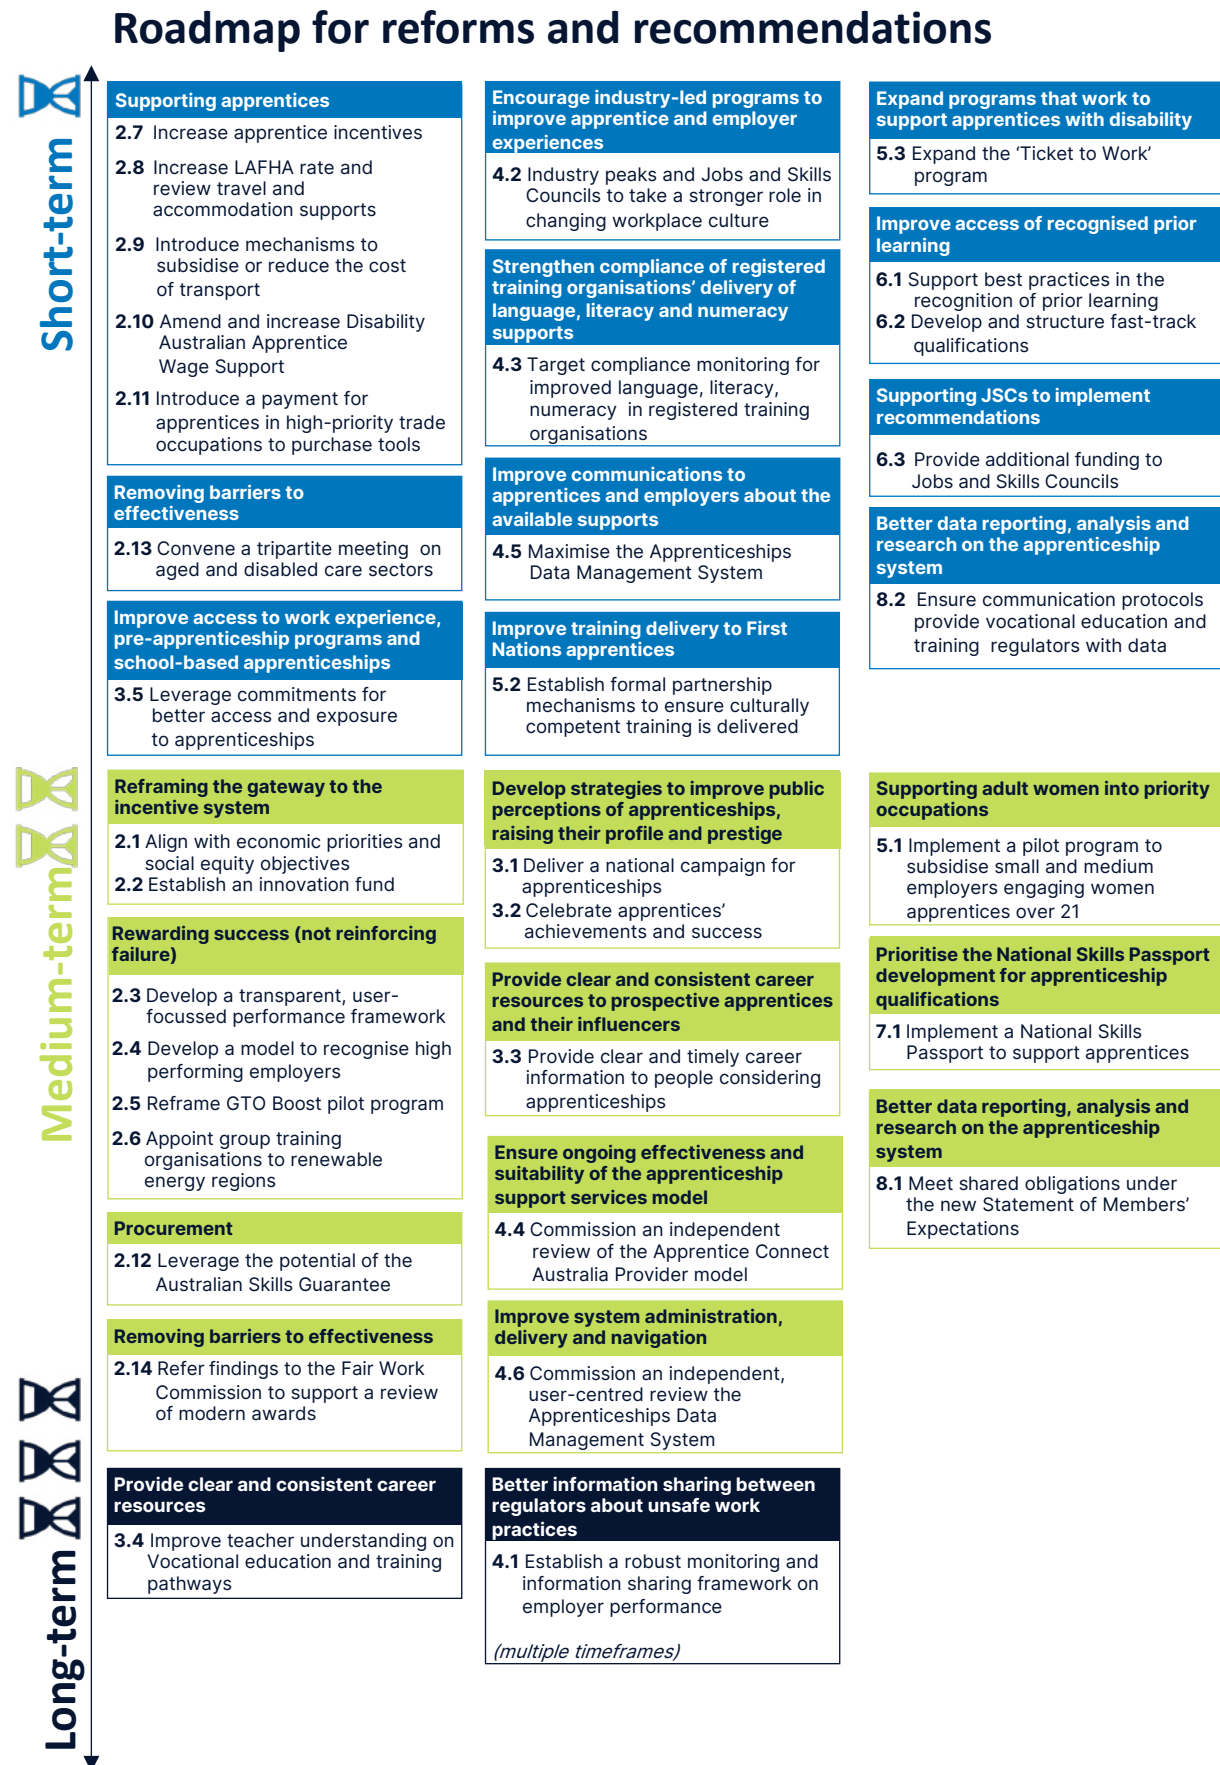 Roadmap for reforms and recommendations
Short-term
Supporting apprentices
2.7 Increase apprentice incentives
2.8 Increase LAFHA rate and
review travel and
accommodation supports
2.9 Introduce mechanisms to
subsidise or reduce the cost
of transport
2.10 Amend and increase Disability
Australian Apprentice
Wage Support
2.11 Introduce a payment for
apprentices in high-priority trade
occupations to purchase tools
Removing barriers to
effectiveness
2.13 Convene a tripartite meeting on
aged and disabled care sectors
Improve access to work experience,
pre-apprenticeship programs and
school-based apprenticeships
3.5 Leverage commitments for
better access and exposure
to apprenticeships
Encourage industry-led programs to
improve apprentice and employer
experiences
4.2 Industry peaks and Jobs and Skills
Councils to take a stronger role in
changing workplace culture
Strengthen compliance of registered
training organisations' delivery of
language, literacy and numeracy
supports
4.3 Target compliance monitoring for
improved language, literacy,
numeracy in registered training
organisations
Improve communications to
apprentices and employers about the
available supports
4.5 Maximise the Apprenticeships
Data Management System
Improve training delivery to First
Nations apprentices
5.2 Establish formal partnership
mechanisms to ensure culturally
competent training is delivered
Expand programs that work to
support apprentices with disability
5.3 Expand the 'Ticket to Work'
program
Improve access of recognised prior
learning
6.1 Support best practices in the
recognition of prior learning
6.2 Develop and structure fast-track
qualifications
Supporting JSCs to implement
recommendations
6.3 Provide additional funding to
Jobs and Skills Councils
Better data reporting, analysis and
research on the apprenticeship
system
8.2 Ensure communication protocols
provide vocational education and
training regulators with data
Medium-term
Reframing the gateway to the
incentive system
2.1 Align with economic priorities and
social equity objectives
2.2 Establish an innovation fund
Rewarding success (not reinforcing
failure)
2.3 Develop a transparent, user-
focussed performance framework
2.4 Develop a model to recognise high
performing employers
2.5 Reframe GTO Boost pilot program
2.6 Appoint group training
organisations to renewable
energy regions
Procurement
2.12 Leverage the potential of the
Australian Skills Guarantee
Removing barriers to effectiveness
2.14 Refer findings to the Fair Work
Commission to support a review
of modern awards
Develop strategies to improve public
perceptions of apprenticeships,
raising their profile and prestige
3.1 Deliver a national campaign for
apprenticeships
3.2 Celebrate apprentices'
achievements and success
Provide clear and consistent career
resources to prospective apprentices
and their influencers
3.3 Provide clear and timely career
information to people considering
apprenticeships
Ensure ongoing effectiveness and
suitability of the apprenticeship
support services model
4.4 Commission an independent
review of the Apprentice Connect
Australia Provider model
Improve system administration,
delivery and navigation
4.6 Commission an independent,
user-centred review the
Apprenticeships Data
Management System
Supporting adult women into priority
occupations
5.1 Implement a pilot program to
subsidise small and medium
employers engaging women
apprentices over 21
Prioritise the National Skills Passport
development for apprenticeship
qualifications
7.1 Implement a National Skills
Passport to support apprentices
Better data reporting, analysis and
research on the apprenticeship
system
8.1 Meet shared obligations under
the new Statement of Members'
Expectations
Long-term
Provide clear and consistent career
resources
3.4 Improve teacher understanding on
Vocational education and training
pathways
Better information sharing between
regulators about unsafe work
practices
4.1 Establish a robust monitoring and
information sharing framework on
employer performance
(multiple timeframes)